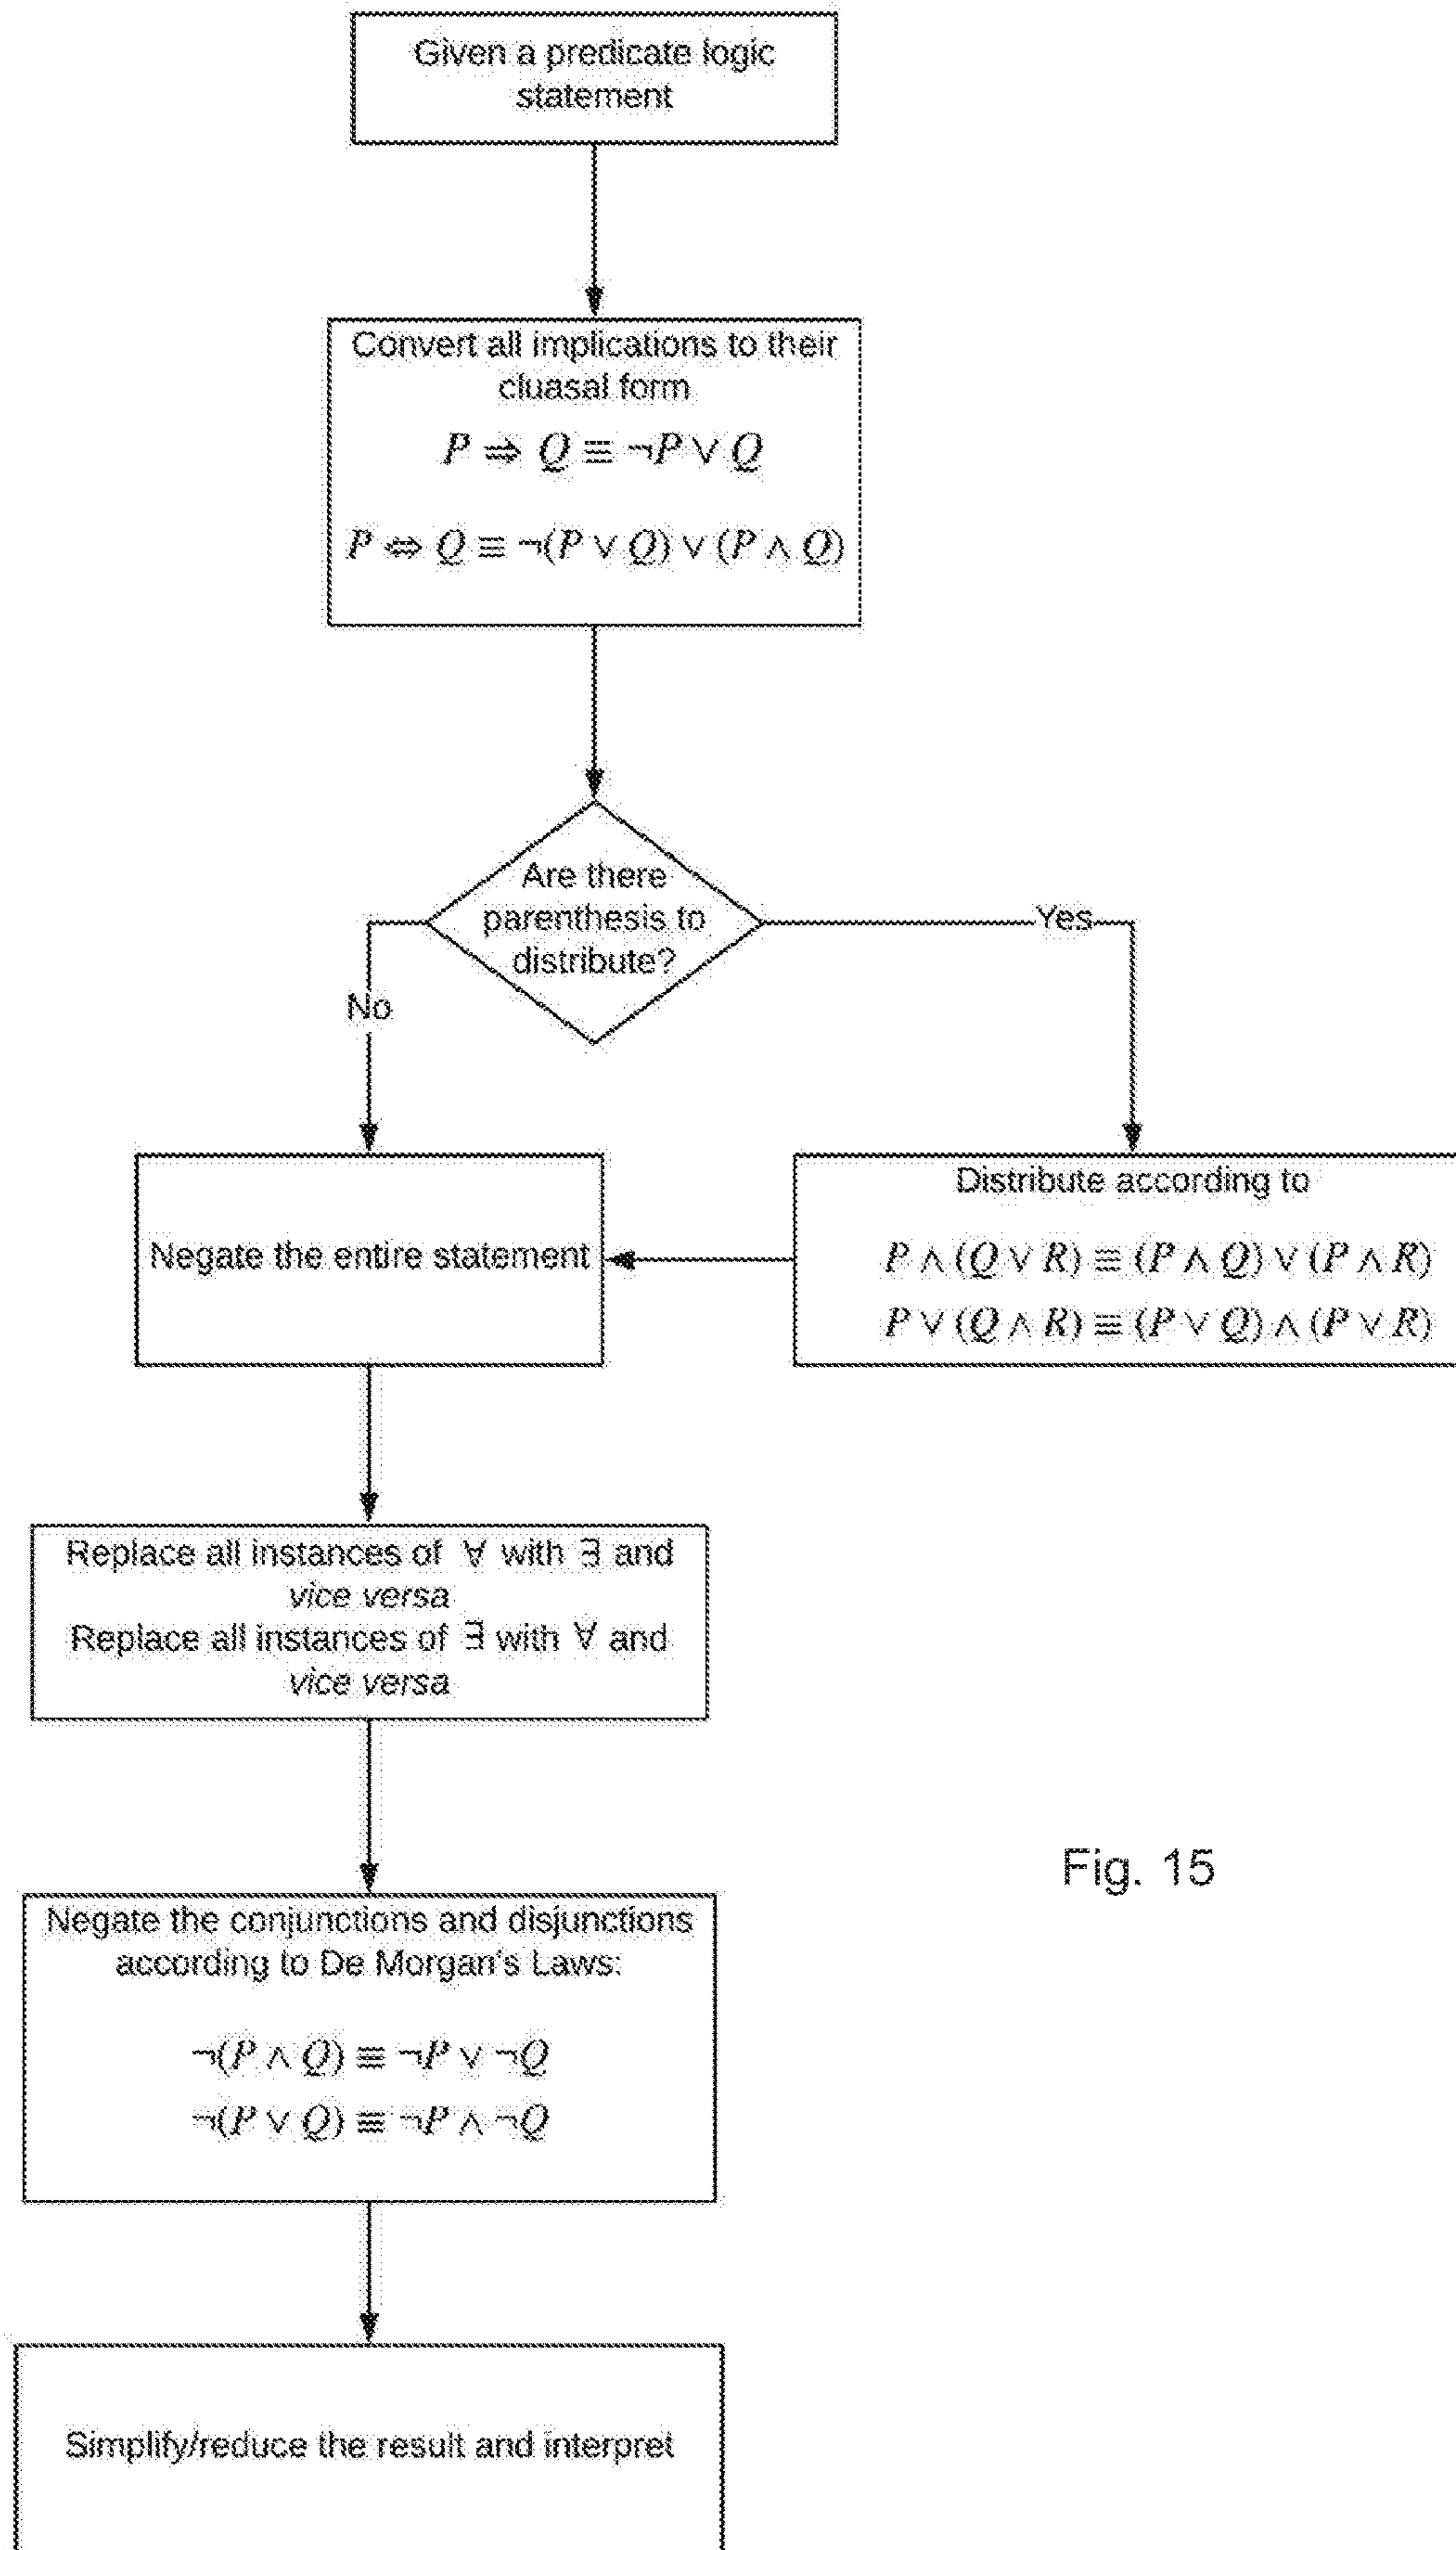 Given a predicate logic
statement
Convert all implications to their
cluasal form
P ⇒ Q ≡ ¬P ∨ Q
P ⇔ Q ≡ ¬(P ∨ Q) ∨ (P ∧ Q)
Are there
parenthesis to
distribute?
Yes
No
Negate the entire statement
Distribute according to
P ∧ (Q ∨ R) ≡ (P ∧ Q) ∨ (P ∧ R)
P ∨ (Q ∧ R) ≡ (P ∨ Q) ∧ (P ∨ R)
Replace all instances of ∀ with ∃ and
vice versa
Replace all instances of ∃ with ∀ and
vice versa
Fig. 15
Negate the conjunctions and disjunctions
according to De Morgan's Laws:
¬(P ∧ Q) ≡ ¬P ∨ ¬Q
¬(P ∨ Q) ≡ ¬P ∧ ¬Q
Simplify/reduce the result and interpret